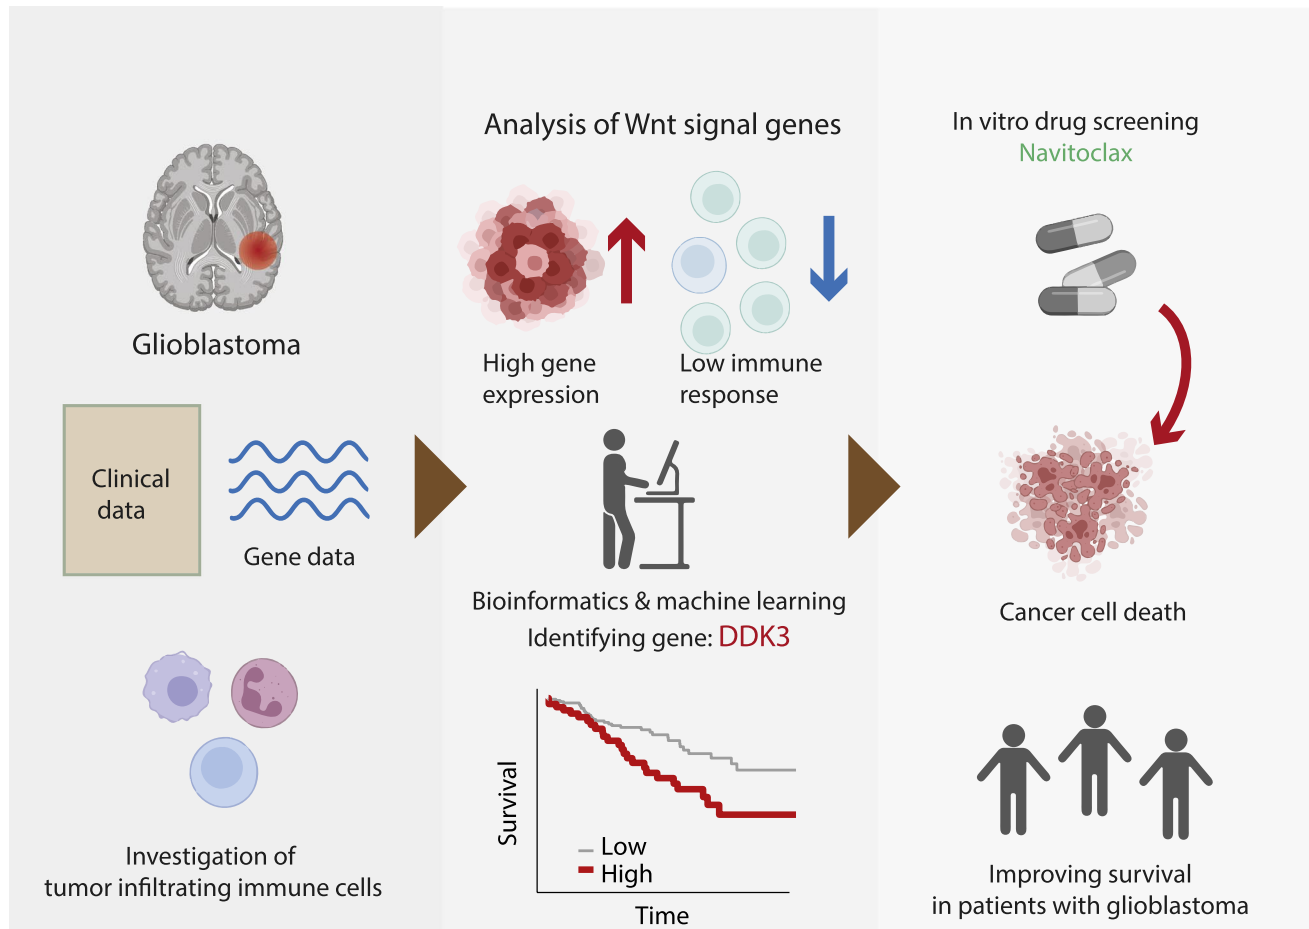 Glioblastoma
Clinical
data
Gene data
Investigation of
tumor infiltrating immune cells
Analysis of Wnt signal genes
High gene
expression
Low immune
response
Bioinformatics & machine learning
Identifying gene: DDK3
Survival
Low
High
Time
In vitro drug screening
Navitoclax
Cancer cell death
Improving survival
in patients with glioblastoma